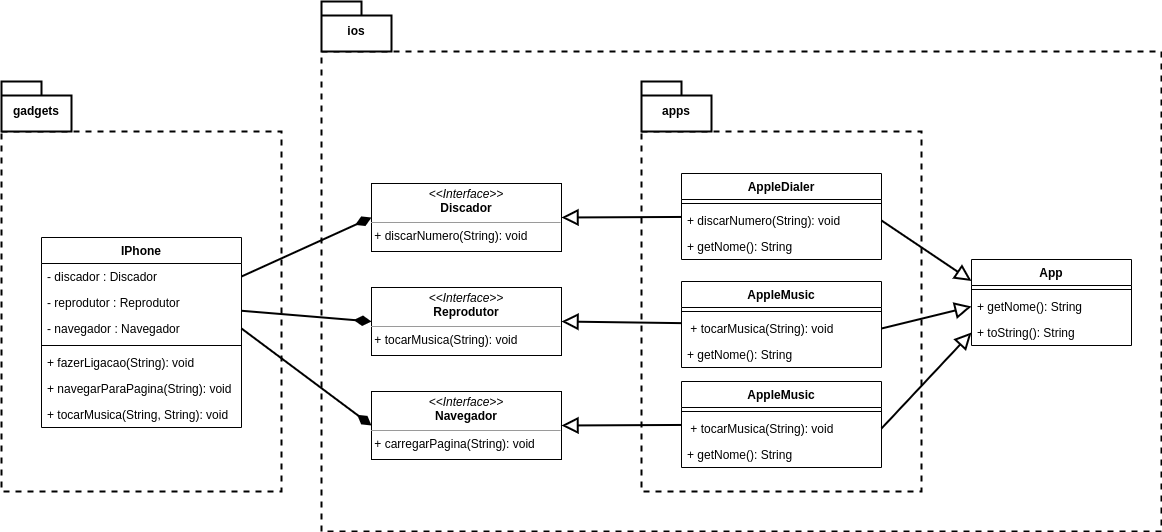 ios
gadgets
apps
IPhone
- discador : Discador
- reprodutor : Reprodutor
- navegador : Navegador
+ fazerLigacao(String): void
+ navegarParaPagina(String): void
+ tocarMusica(String, String): void
<<Interface>>
Discador
+ discarNumero(String): void
<<Interface>>
Reprodutor
+ tocarMusica(String): void
<<Interface>>
Navegador
+ carregarPagina(String): void
AppleDialer
+ discarNumero(String): void
+ getNome(): String
AppleMusic
+ tocarMusica(String): void
+ getNome(): String
AppleMusic
+ tocarMusica(String): void
+ getNome(): String
App
+ getNome(): String
+ toString(): String